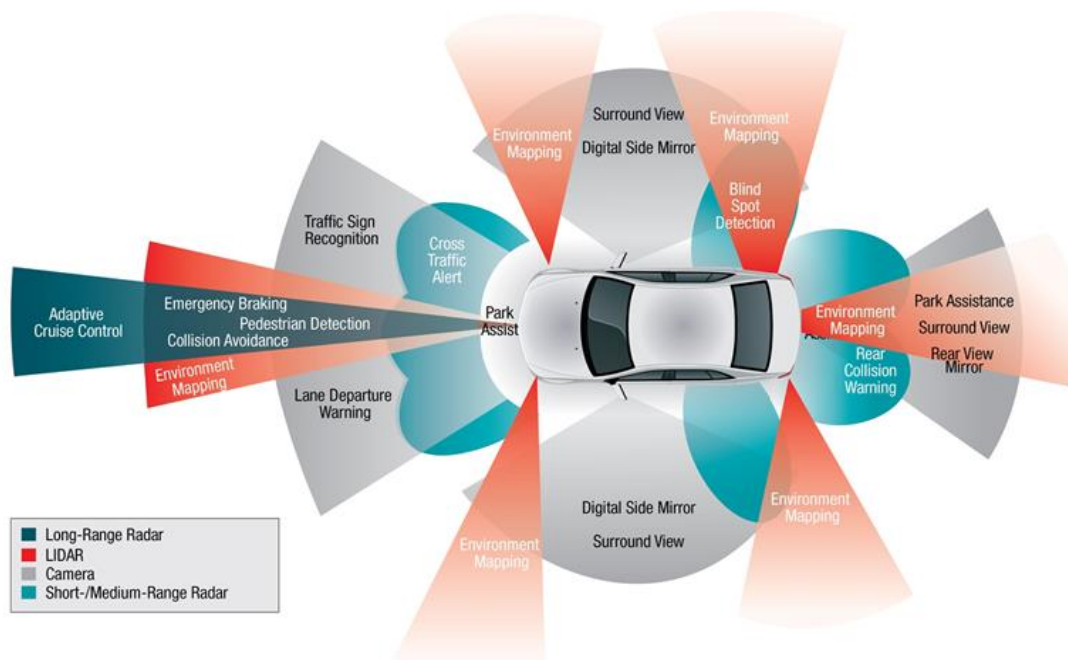 Environment
Mapping
Surround View
Digital Side Mirror
Environment
Mapping
Blind
Spot
Detection
Traffic Sign
Recognition
Cross
Traffic
Alert
Adaptive
Cruise Control
Emergency Braking
Pedestrian Detection
Collision Avoidance
Environment
Mapping
Lane Departure
Warning
Park
Assist
Environment
Mapping
Rear
Collision
Warning
Park Assistance
Surround View
Rear View
Mirror
Environment
Mapping
Digital Side Mirror
Surround View
Environment
Mapping
Long-Range Radar
LIDAR
Camera
Short-/Medium-Range Radar